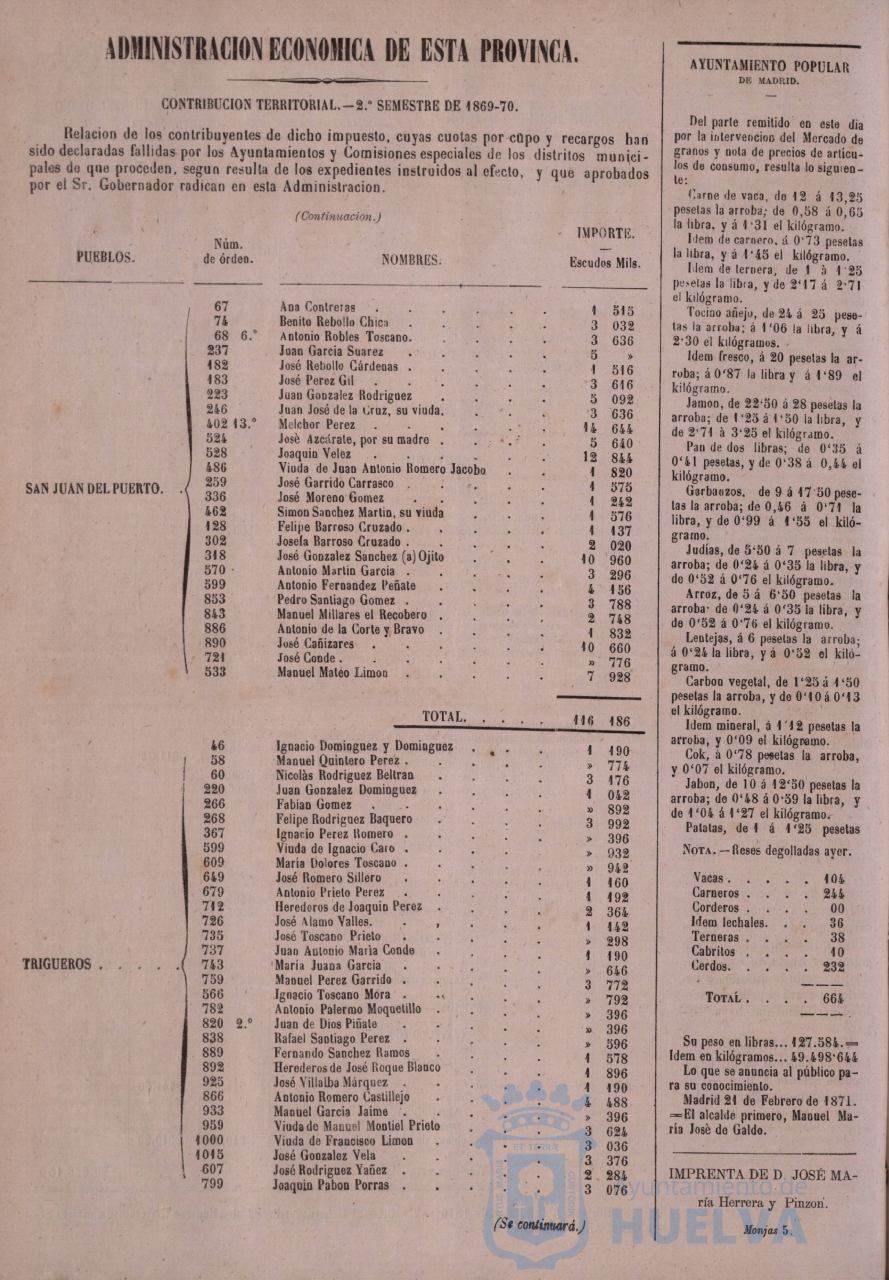 ADMINISTRACION ECONOMICA DE ESTA PROVINCA.
CONTRIBUCION TERRITORIAL.—2.º SEMESTRE DE 1869-70.
Relacion de los contribuyentes de dicho impuesto, cuyas cuotas por cupo y recargos han
sido declaradas fallidas por los Ayuntamientos y Comisiones especiales de los distritos munici-
pales de que proceden, segun resulta de los expedientes instruidos al efecto, y que aprobados
por el Sr. Gobernador radican en esta Administracion.
(Continuacion.)
PUEBLOS. Núm. de órdeo. NOMBRES. IMPORTE. Escudos Mils.
SAN JUAN DEL PUERTO.
67 Ana Contreras 1 515
74 Benito Rebollo Chica 3 032
68 6.º Antonio Robles Toscano. 3 636
237 Juan Garcia Suarez 5 »
182 José Rebollo Cárdenas 1 516
183 José Perez Gil 3 616
223 Juan Gonzalez Rodriguez 5 092
246 Juan José de la Cruz, su viuda. 3 636
402 13.º Melchor Perez 14 644
524 Josè Azcárate, por su madre 5 640
528 Joaquin Velez 12 844
486 Viuda de Juan Antonio Romero Jacobo 1 820
259 José Garrido Carrasco 1 575
336 José Moreno Gomez 1 242
462 Simon Sanchez Martin, su viuda 1 576
128 Felipe Barroso Cruzado 1 137
302 Josefa Barroso Cruzado 2 020
318 José Gonzalez Sanchez (a) Ojito 10 960
570 Antonio Martin Garcia 3 296
599 Antonio Fernandez Peñate 4 156
853 Pedro Santiago Gomez 3 788
843 Manuel Millares el Recobero 2 748
886 Antonio de la Corte y Bravo 1 832
890 José Cañizares 10 660
721 José Conde » 776
533 Manuel Matéo Limon 7 928
TOTAL. 116 186
TRIGUEROS
46 Ignacio Dominguez y Dominguez 1 190
58 Manuel Quintero Perez » 774
60 Nicolàs Rodriguez Beltran 3 176
220 Juan Gonzalez Dominguez 1 042
266 Fabian Gomez » 892
268 Felipe Rodriguez Baquero 3 992
367 Ignacio Perez Romero » 396
599 Viuda de Ignacio Caro » 932
609 Maria Dolores Toscano » 942
649 José Romero Sillero 1 160
679 Antonio Prieto Perez 1 192
712 Herederos de Joaquin Perez 2 364
726 José Alamo Valles. 1 142
735 José Toscano Prieto » 298
737 Juan Antonio Maria Conde 1 190
743 Maria Juana Garcia » 646
759 Manuel Perez Garrido 3 772
566 Ignacio Toscano Mora » 792
782 Antonio Palermo Moquetillo » 396
820 2.º Juan de Dios Piñate » 396
838 Rafael Santiago Perez » 596
889 Fernando Sanchez Ramos 1 578
892 Herederos de José Roque Blanco 1 896
925 José Villalba Márquez 1 190
866 Antonio Romero Castillejo 4 488
933 Manuel Garcia Jaime » 396
959 Viuda de Manuel Montiel Prieto 3 624
1000 Viuda de Francisco Limon 3 036
1015 José Gonzalez Vela 3 376
607 José Rodriguez Yañez 2 284
799 Joaquin Pabon Porras 3 076
(Se continuará.)
AYUNTAMIENTO POPULAR
DE MADRID.
Del parte remitido en este dia
por la intervencion del Mercado de
granos y nota de precios de artícu-
los de consumo, resulta lo siguien-
te:
Carne de vaca, de 12 á 13,25
pesetas la arroba; de 0,58 á 0,65
la libra, y á 1'31 el kilógramo.
Idem de carnero, á 0'73 pesetas
la libra, y á 1'45 el kilógramo.
Idem de ternera, de 1 à 1'25
pesetas la libra, y de 2'17 á 2'71
el kilógramo.
Tocino añejo, de 24 á 25 pese-
tas la arroba; á 1'06 la libra, y á
2'30 el kilógramos.
Idem fresco, á 20 pesetas la ar-
roba; á 0'87 la libra y á 1'89 el
kilógramo.
Jamon, de 22'50 á 28 pesetas la
arroba; de 1'25 á 1'50 la libra, y
de 2'71 à 3'25 el kilógramo.
Pan de dos libras; de 0'35 á
0'41 pesetas, y de 0'38 á 0,44 el
kilógramo.
Garbanzos, de 9 á 17'50 pese-
tas la arroba; de 0,46 á 0'71 la
libra, y de 0'99 á 1'55 el kiló-
gramo.
Judías, de 5'50 á 7 pesetas la
arroba; de 0'24 á 0'35 la libra, y
de 0'52 á 0'76 el kilógramo.
Arroz, de 5 á 6'50 pesetas la
arroba; de 0'24 á 0'35 la libra, y
de 0'52 á 0'76 el kilógramo.
Lentejas, á 6 pesetas la arroba;
á 0'24 la libra, y á 0'52 el kiló-
gramo.
Carbon vegetal, de 1'25 á 1'50
pesetas la arroba, y de 0'10 á 0'13
el kilógramo.
Idem mineral, á 1'12 pesetas la
arroba, y 0'09 el kilógramo.
Cok, á 0'78 pesetas la arroba,
y 0'07 el kilógramo.
Jabon, de 10 á 12'50 pesetas la
arroba; de 0'48 á 0'59 la libra, y
de 1'04 á 1'27 el kilógramo.
Patatas, de 1 á 1'25 pesetas
NOTA.—Reses degolladas ayer.
Vacas 104
Carneros 244
Corderos 00
Idem lechales. 36
Terneras 38
Cabritos 10
Cerdos. 232
TOTAL 664
Su peso en libras... 127.584.=
Idem en kilógramos... 49.498'644
Lo que se anuncia al público pa-
ra su conocimiento.
Madrid 21 de Febrero de 1871.
=El alcalde primero, Manuel Ma-
ría Josè de Galdo.
IMPRENTA DE D. JOSÉ MA-
ría Herrera y Pinzon.
Monjas 5.
Ayuntamiento de
HUELVA